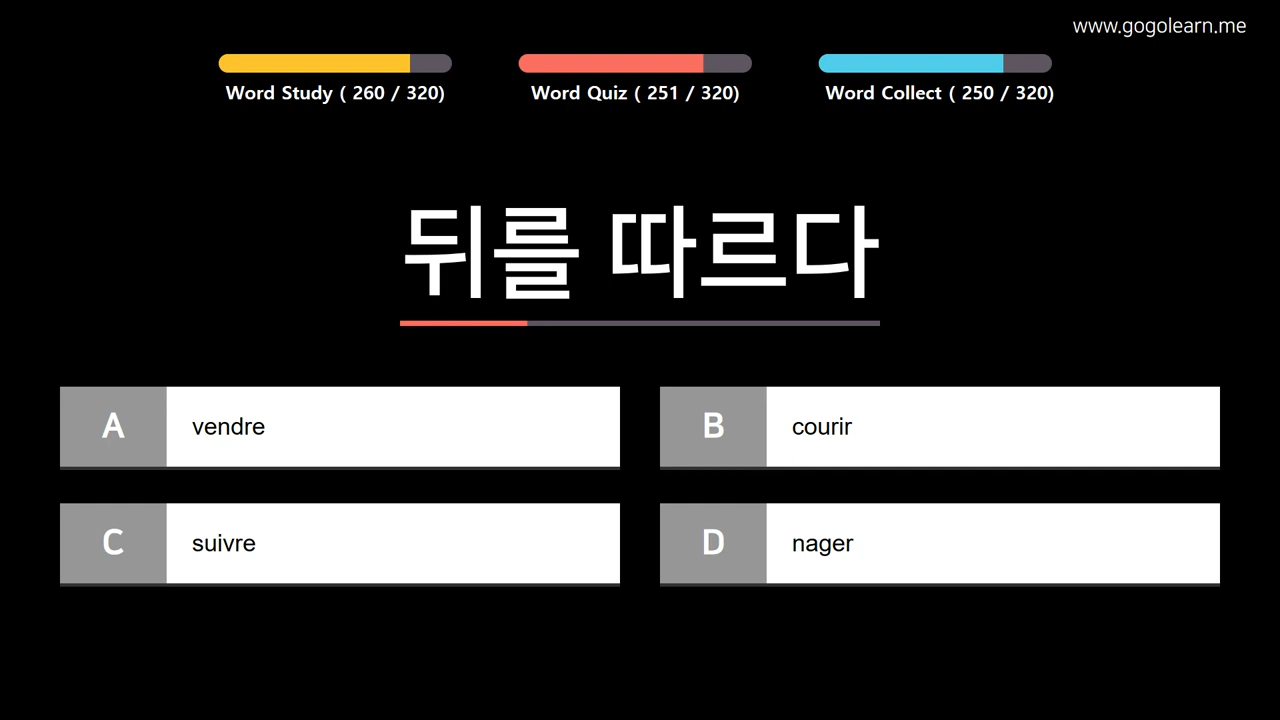 www.gogolearn.me
Word Study ( 260 / 320)
Word Quiz ( 251 / 320)
Word Collect ( 250 / 320)
뒤를 따르다
A vendre
B courir
C suivre
D nager